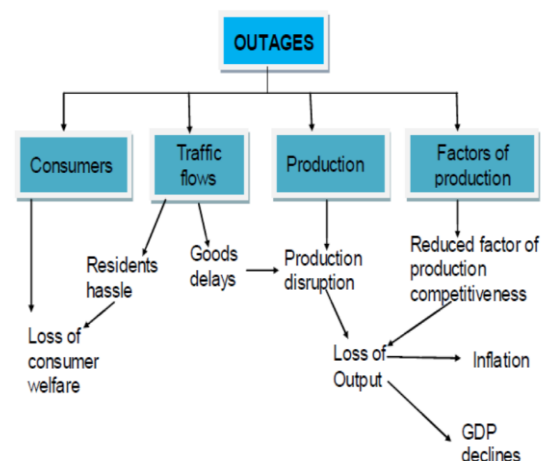 OUTAGES
Consumers
Traffic
flows
Production
Factors of
production
Residents
hassle
Goods
delays
Production
disruption
Reduced factor of
production
competitiveness
Loss of
consumer
welfare
Loss of
Output
Inflation
GDP
declines